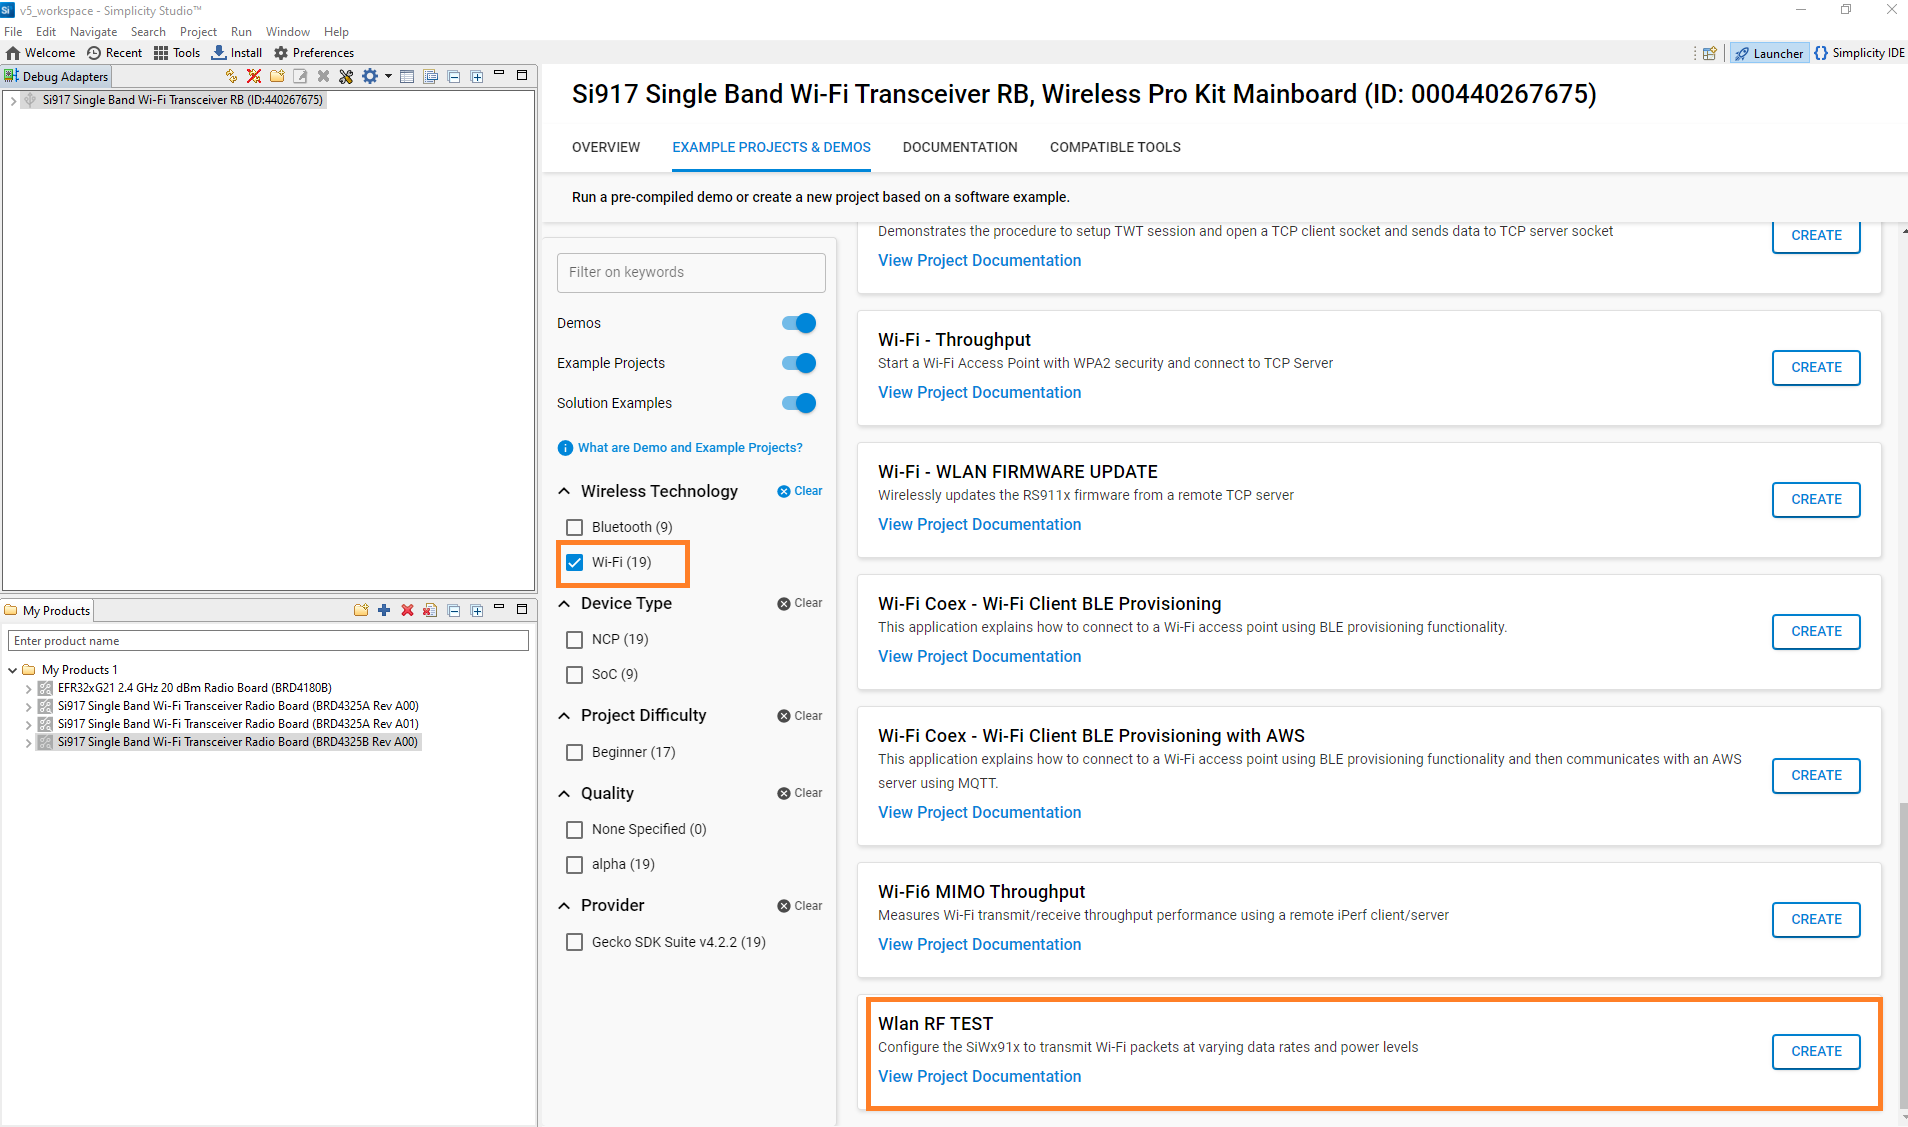 v5_workspace - Simplicity Studio™
File Edit Navigate Search Project Run Window Help
Welcome Recent Tools Install Preferences
Launcher Simplicity IDE
Debug Adapters
Si917 Single Band Wi-Fi Transceiver RB (ID:440267675)
My Products
Enter product name
My Products 1
EFR32xG21 2.4 GHz 20 dBm Radio Board (BRD4180B)
Si917 Single Band Wi-Fi Transceiver Radio Board (BRD4325A Rev A00)
Si917 Single Band Wi-Fi Transceiver Radio Board (BRD4325A Rev A01)
Si917 Single Band Wi-Fi Transceiver Radio Board (BRD4325B Rev A00)
Si917 Single Band Wi-Fi Transceiver RB, Wireless Pro Kit Mainboard (ID: 000440267675)
OVERVIEW EXAMPLE PROJECTS & DEMOS DOCUMENTATION COMPATIBLE TOOLS
Run a pre-compiled demo or create a new project based on a software example.
Filter on keywords
Demos
Example Projects
Solution Examples
What are Demo and Example Projects?
Wireless Technology Clear
Bluetooth (9)
Wi-Fi (19)
Device Type Clear
NCP (19)
SoC (9)
Project Difficulty Clear
Beginner (17)
Quality Clear
None Specified (0)
alpha (19)
Provider Clear
Gecko SDK Suite v4.2.2 (19)
Demonstrates the procedure to setup TWT session and open a TCP client socket and sends data to TCP server socket
View Project Documentation
CREATE
Wi-Fi - Throughput
Start a Wi-Fi Access Point with WPA2 security and connect to TCP Server
View Project Documentation
CREATE
Wi-Fi - WLAN FIRMWARE UPDATE
Wirelessly updates the RS911x firmware from a remote TCP server
View Project Documentation
CREATE
Wi-Fi Coex - Wi-Fi Client BLE Provisioning
This application explains how to connect to a Wi-Fi access point using BLE provisioning functionality.
View Project Documentation
CREATE
Wi-Fi Coex - Wi-Fi Client BLE Provisioning with AWS
This application explains how to connect to a Wi-Fi access point using BLE provisioning functionality and then communicates with an AWS
server using MQTT.
View Project Documentation
CREATE
Wi-Fi6 MIMO Throughput
Measures Wi-Fi transmit/receive throughput performance using a remote iPerf client/server
View Project Documentation
CREATE
Wlan RF TEST
Configure the SiWx91x to transmit Wi-Fi packets at varying data rates and power levels
View Project Documentation
CREATE